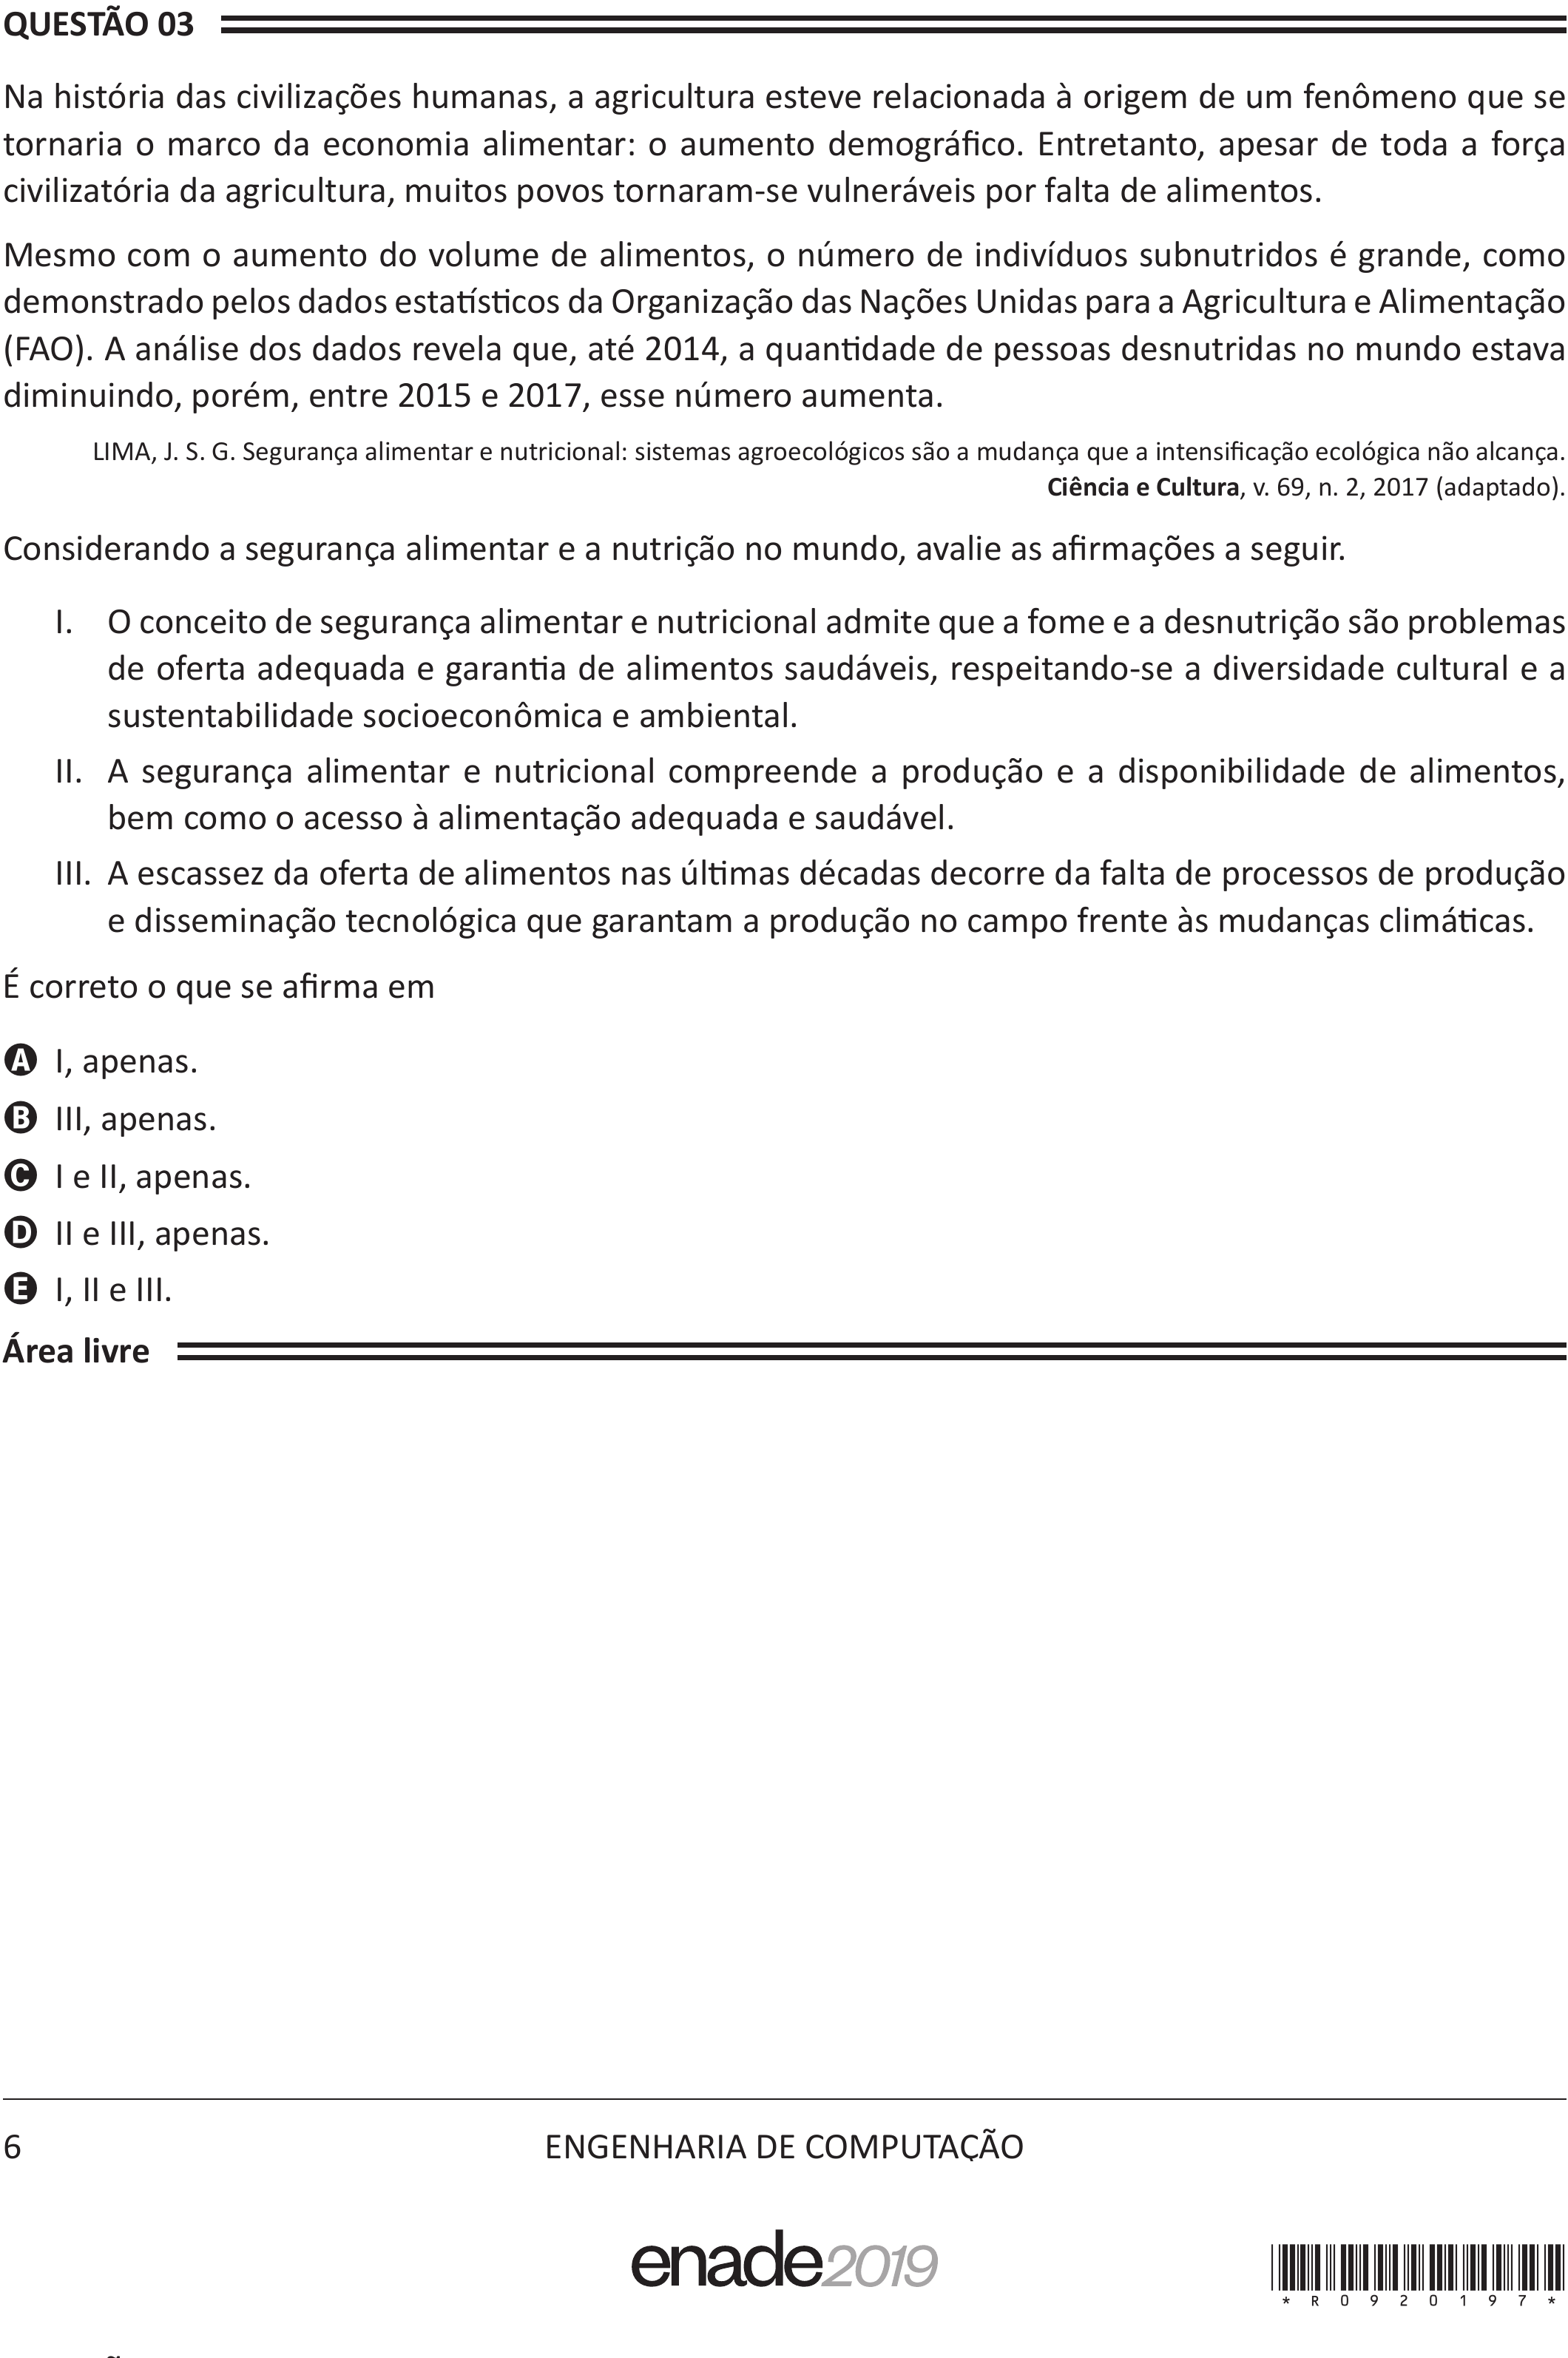 QUESTÃO 03
Na história das civilizações humanas, a agricultura esteve relacionada à origem de um fenômeno que se
tornaria o marco da economia alimentar: o aumento demográfico. Entretanto, apesar de toda a força
civilizatória da agricultura, muitos povos tornaram-se vulneráveis por falta de alimentos.
Mesmo com o aumento do volume de alimentos, o número de indivíduos subnutridos é grande, como
demonstrado pelos dados estatísticos da Organização das Nações Unidas para a Agricultura e Alimentação
(FAO). A análise dos dados revela que, até 2014, a quantidade de pessoas desnutridas no mundo estava
diminuindo, porém, entre 2015 e 2017, esse número aumenta.
LIMA, J. S. G. Segurança alimentar e nutricional: sistemas agroecológicos são a mudança que a intensificação ecológica não alcança.
Ciência e Cultura, v. 69, n. 2, 2017 (adaptado).
Considerando a segurança alimentar e a nutrição no mundo, avalie as afirmações a seguir.
I. O conceito de segurança alimentar e nutricional admite que a fome e a desnutrição são problemas
de oferta adequada e garantia de alimentos saudáveis, respeitando-se a diversidade cultural e a
sustentabilidade socioeconômica e ambiental.
II. A segurança alimentar e nutricional compreende a produção e a disponibilidade de alimentos,
bem como o acesso à alimentação adequada e saudável.
III. A escassez da oferta de alimentos nas últimas décadas decorre da falta de processos de produção
e disseminação tecnológica que garantam a produção no campo frente às mudanças climáticas.
É correto o que se afirma em
A I, apenas.
B III, apenas.
C I e II, apenas.
D II e III, apenas.
E I, II e III.
Área livre
6
ENGENHARIA DE COMPUTAÇÃO
enade2019
*R0920197*